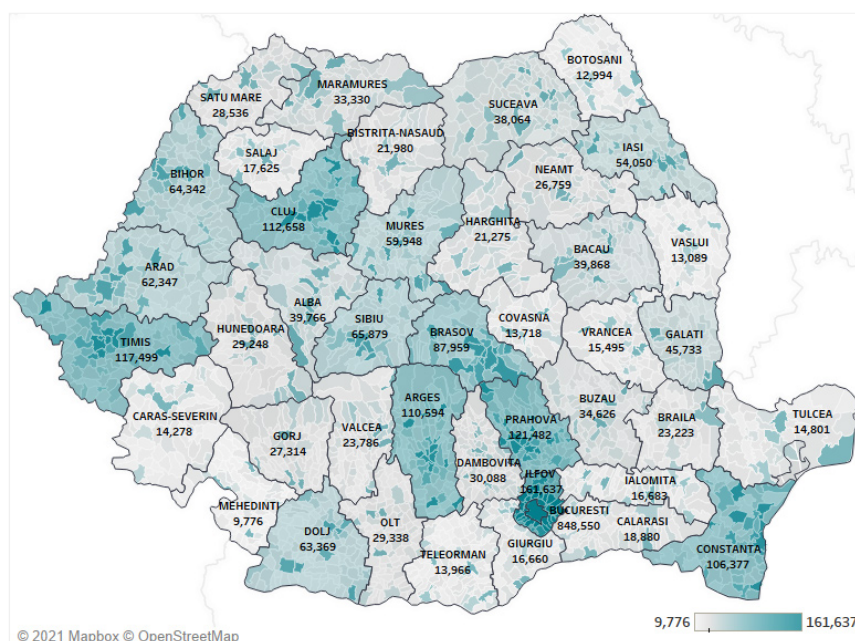 BOTOSANI
12,994
MARAMURES
33,330
SATU MARE
28,536
SUCEAVA
38,064
BISTRITA-NASAUD
21,980
IASI
54,050
SALAJ
17,625
NEAMT
26,759
BIHOR
64,342
CLUJ
112,658
MURES
59,948
HARGHITA
21,275
BACAU
39,868
VASLUI
13,089
ARAD
62,347
ALBA
39,766
SIBIU
65,879
BRASOV
87,959
COVASNA
13,718
VRANCEA
15,495
GALATI
45,733
HUNEDOARA
29,248
TIMIS
117,499
CARAS-SEVERIN
14,278
GORJ
27,314
VALCEA
23,786
ARGES
110,594
PRAHOVA
121,482
BUZAU
34,626
BRAILA
23,223
TULCEA
14,801
DAMBOVITA
30,088
ILFOV
161,637
IALOMITA
16,683
MEHEDINTI
9,776
DOLJ
63,369
OLT
29,338
TELEORMAN
13,966
GIURGIU
16,660
BUCURESTI
848,550
CALARASI
18,880
CONSTANTA
106,377
9,776 161,637
© 2021 Mapbox © OpenStreetMap